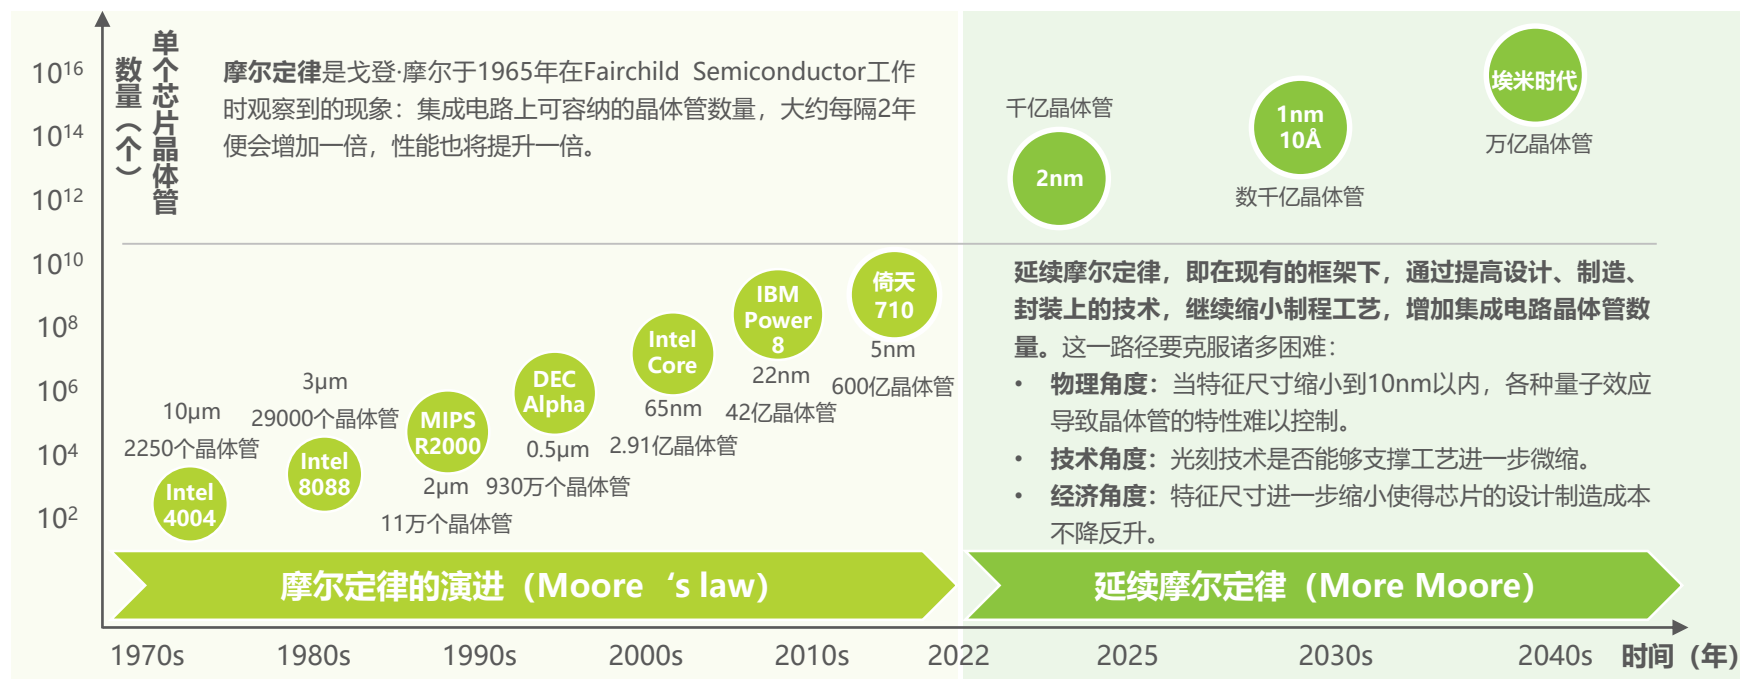 单个芯片晶体管
数量（个）
10¹⁶
10¹⁴
10¹²
10¹⁰
10⁸
10⁶
10⁴
10²
摩尔定律是戈登·摩尔于1965年在Fairchild Semiconductor工作
时观察到的现象：集成电路上可容纳的晶体管数量，大约每隔2年
便会增加一倍，性能也将提升一倍。
10μm
2250个晶体管
Intel
4004
3μm
29000个晶体管
Intel
8088
MIPS
R2000
2μm
11万个晶体管
DEC
Alpha
0.5μm
930万个晶体管
Intel
Core
65nm
2.91亿晶体管
IBM
Power
8
22nm
42亿晶体管
倚天
710
5nm
600亿晶体管
千亿晶体管
2nm
1nm
10Å
数千亿晶体管
埃米时代
万亿晶体管
延续摩尔定律，即在现有的框架下，通过提高设计、制造、
封装上的技术，继续缩小制程工艺，增加集成电路晶体管数
量。这一路径要克服诸多困难：
• 物理角度：当特征尺寸缩小到10nm以内，各种量子效应
导致晶体管的特性难以控制。
• 技术角度：光刻技术是否能够支撑工艺进一步微缩。
• 经济角度：特征尺寸进一步缩小使得芯片的设计制造成本
不降反升。
摩尔定律的演进（Moore ‘s law）
延续摩尔定律（More Moore）
1970s
1980s
1990s
2000s
2010s
2022
2025
2030s
2040s
时间（年）